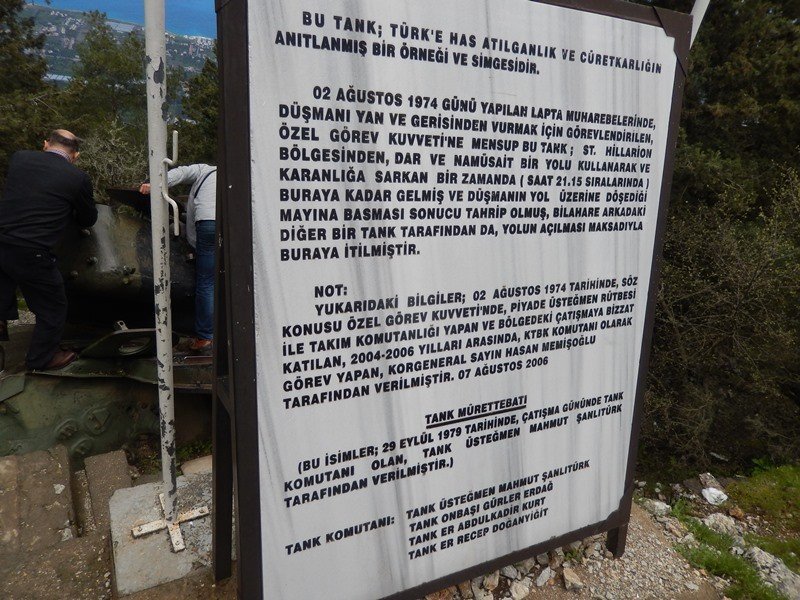 BU TANK; TÜRK'E HAS ATILGANLIK VE CÜRETKARLIĞIN
ANITLANMIŞ BİR ÖRNEĞİ VE SİMGESİDİR.
02 AĞUSTOS 1974 GÜNÜ YAPILAN LAPTA MUHAREBELERİNDE,
DÜŞMANI YAN VE GERİSİNDEN VURMAK İÇİN GÖREVLENDİRİLEN,
ÖZEL GÖREV KUVVETİ'NE MENSUP BU TANK ; ST. HİLLARİON
BÖLGESİNDEN, DAR VE NAMÜSAİT BİR YOLU KULLANARAK VE
KARANLIĞA SARKAN BİR ZAMANDA ( SAAT 21.15 SIRALARINDA )
BURAYA KADAR GELMİŞ VE DÜŞMANIN YOL ÜZERİNE DÖŞEDİĞİ
MAYINA BASMASI SONUCU TAHRİP OLMUŞ, BİLAHARE ARKADAKİ
DİĞER BİR TANK TARAFINDAN DA, YOLUN AÇILMASI MAKSADIYLA
BURAYA İTİLMİŞTİR.
NOT:
YUKARIDAKİ BİLGİLER; 02 AĞUSTOS 1974 TARİHİNDE, SÖZ
KONUSU ÖZEL GÖREV KUVVETİ'NDE, PİYADE ÜSTEĞMEN RÜTBESİ
İLE TAKIM KOMUTANLIĞI YAPAN VE BÖLGEDEKİ ÇATIŞMAYA BİZZAT
KATILAN, 2004-2006 YILLARI ARASINDA, KTBK KOMUTANI OLARAK
GÖREV YAPAN, KORGENERAL SAYIN HASAN MEMİŞOĞLU
TARAFINDAN VERİLMİŞTİR. 07 AĞUSTOS 2006
TANK MÜRETTEBATI
(BU İSİMLER; 29 EYLÜL 1979 TARİHİNDE, ÇATIŞMA GÜNÜNDE TANK
KOMUTANI OLAN, TANK ÜSTEĞMEN MAHMUT ŞANLITÜRK
TARAFINDAN VERİLMİŞTİR.)
TANK KOMUTANI: TANK ÜSTEĞMEN MAHMUT ŞANLITÜRK
TANK ONBAŞI GÜRLER ERDAĞ
TANK ER ABDULKADİR KURT
TANK ER RECEP DOĞANYİĞİT